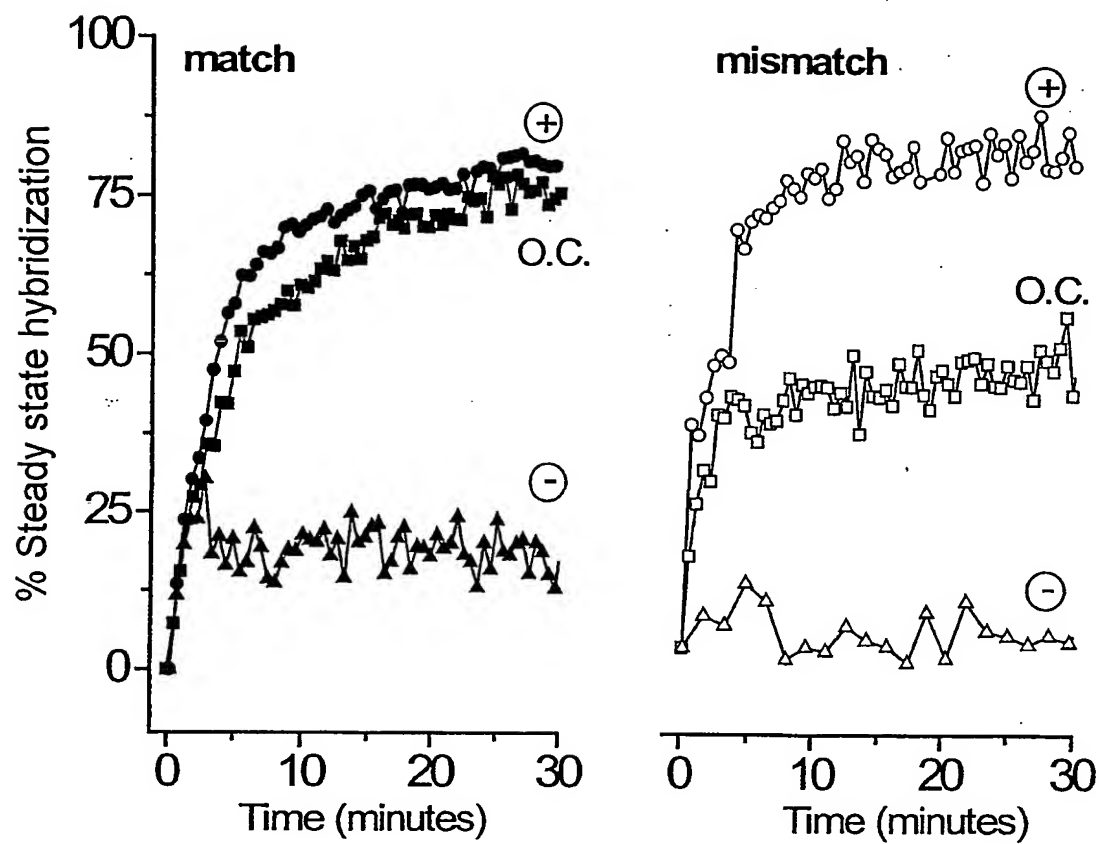 % Steady state hybridization
100
75
50
25
0
match
+
O.C.
-
0 10 20 30
Time (minutes)
mismatch
+
O.C.
-
0 10 20 30
Time (minutes)